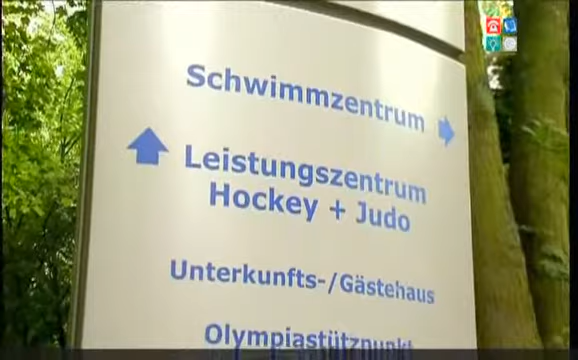 Schwimmzentrum
Leistungszentrum
Hockey + Judo
Unterkunfts-/Gästehaus
Olympiastützpunkt